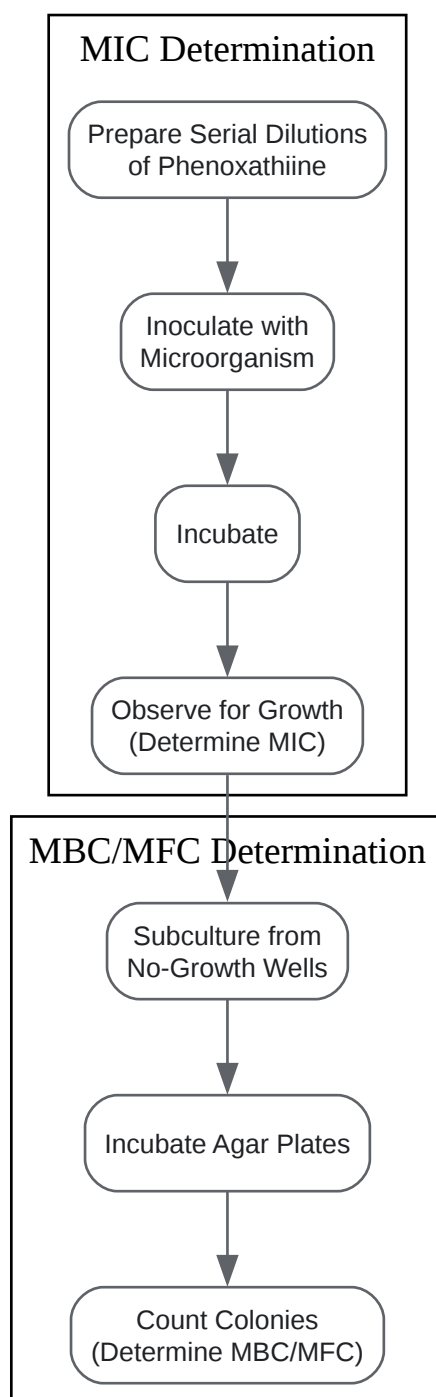 MIC Determination
Prepare Serial Dilutions
of Phenoxathiine
Inoculate with
Microorganism
Incubate
Observe for Growth
(Determine MIC)
MBC/MFC Determination
Subculture from
No-Growth Wells
Incubate Agar Plates
Count Colonies
(Determine MBC/MFC)